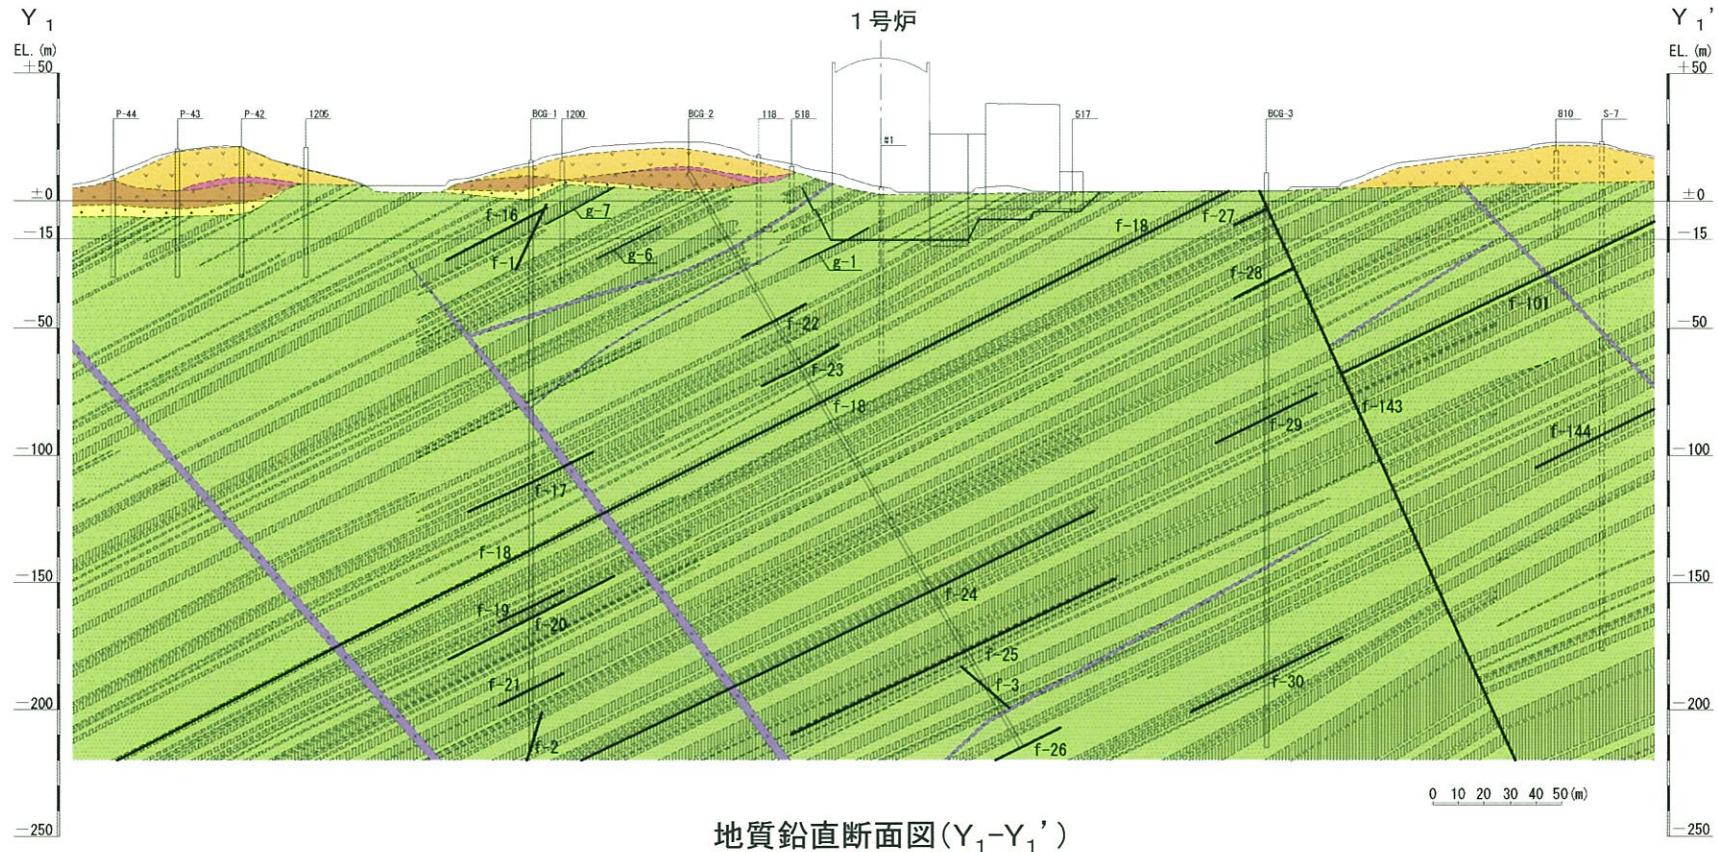 Y₁
1号炉
Y₁'
EL. (m)
EL. (m)
+50
+50
P-44
P-43
P-42
1205
BCG-1
1200
BCG-2
118
518
#1
517
BCG-3
810
S-7
±0
±0
f-16
g-7
f-18
f-27
-15
-15
f-1
g-6
g-1
f-28
f-101
-50
-50
f-22
f-23
f-18
f-143
f-29
f-144
-100
-100
f-17
f-18
-150
-150
f-19
f-20
f-24
f-25
f-21
f-3
f-30
-200
-200
f-2
f-26
0 10 20 30 40 50(m)
-250
-250
地質鉛直断面図(Y₁-Y₁')